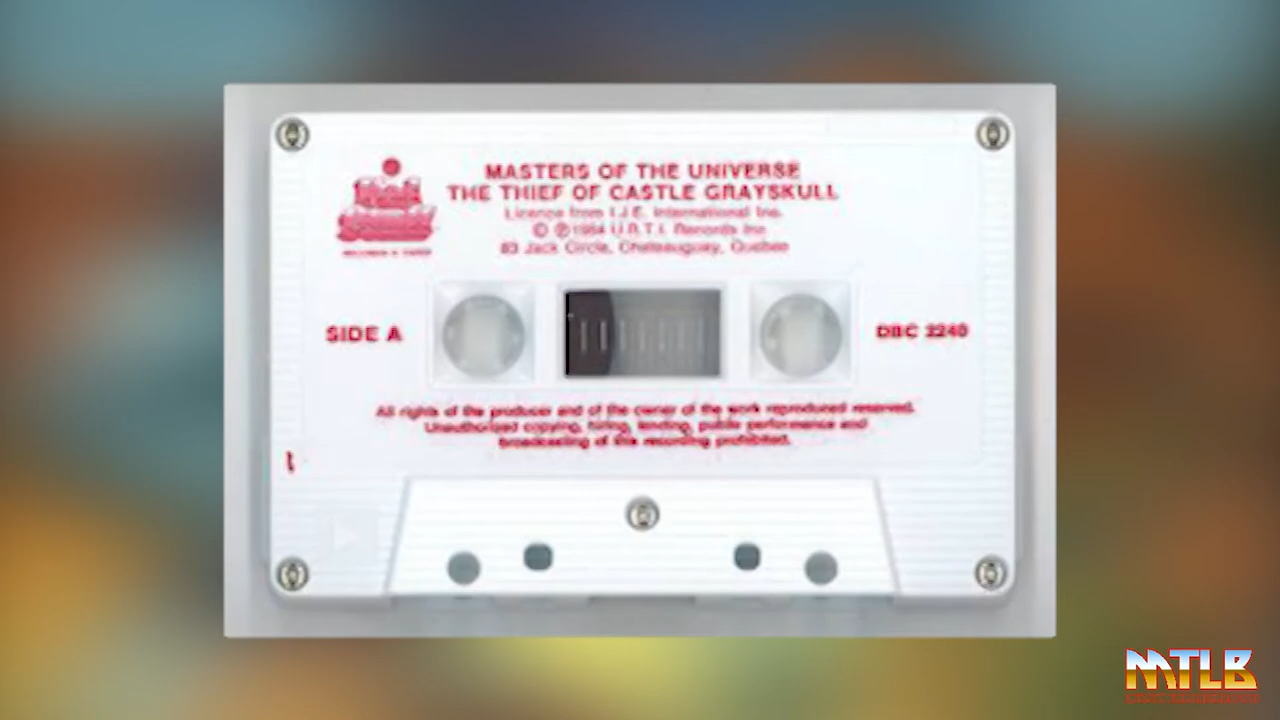 MASTERS OF THE UNIVERSE
THE THIEF OF CASTLE GRAYSKULL
Licence from I.J.E. International Inc.
© ℗ 1984 Records Inc
83 Jack Circle, Chateauguay, Quebec
SIDE A
DBC 2240
All rights of the producer and of the owner of the work reproduced reserved.
Unauthorized copying, hiring, lending, public performance and
broadcasting of this recording prohibited.
MTLB